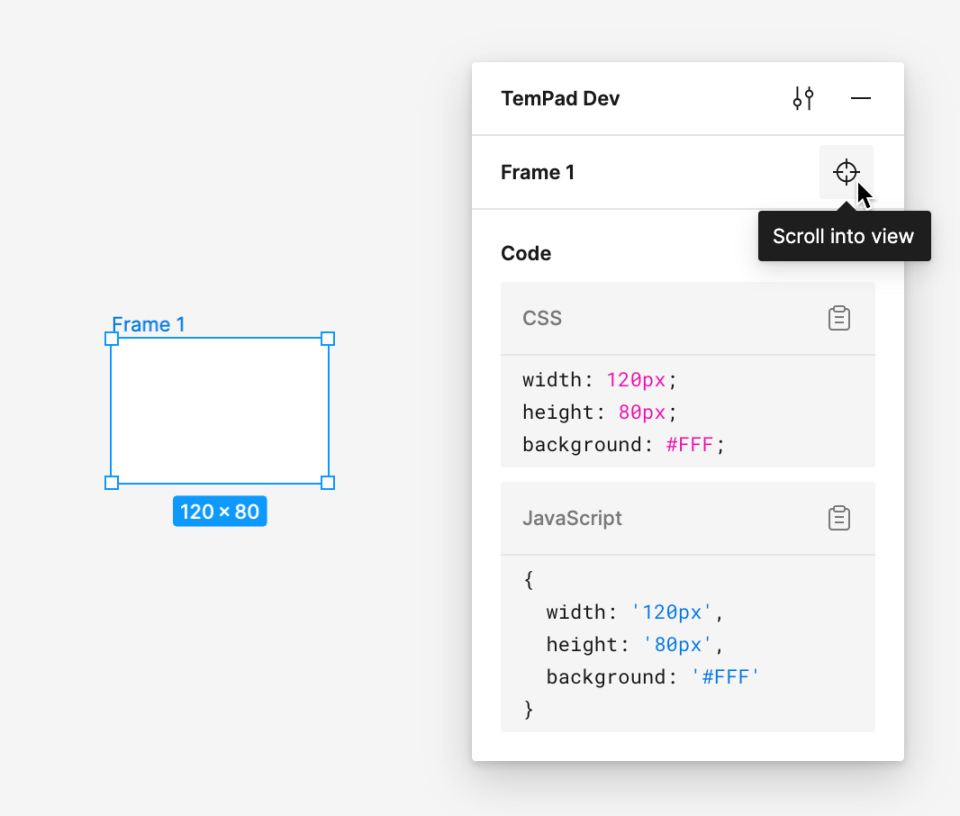 TemPad Dev
Frame 1
Scroll into view
Code
CSS
width: 120px;
height: 80px;
background: #FFF;
JavaScript
{
  width: '120px',
  height: '80px',
  background: '#FFF'
}
Frame 1
120 × 80